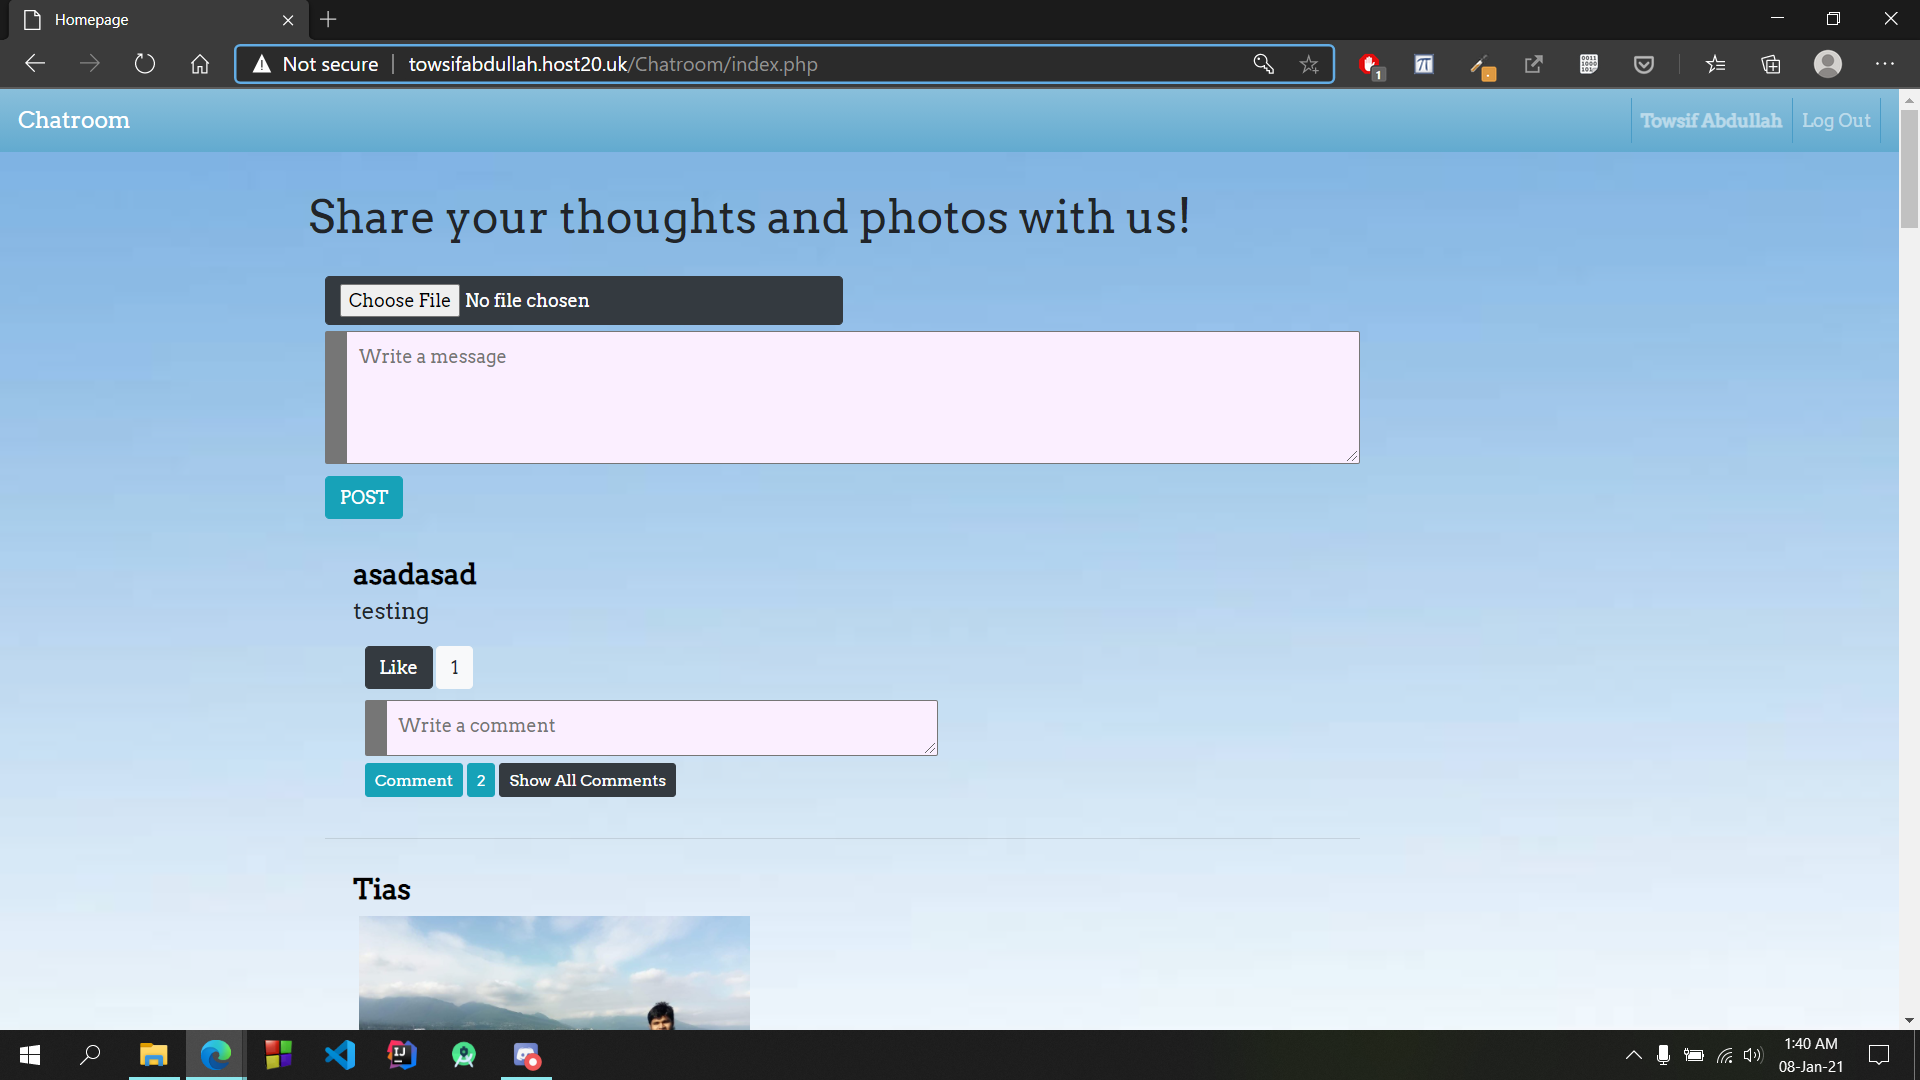 Homepage
Not secure
towsifabdullah.host20.uk/Chatroom/index.php
1
Chatroom
Towsif Abdullah
Log Out
Share your thoughts and photos with us!
Choose File No file chosen
Write a message
POST
asadasad
testing
Like 1
Write a comment
Comment 2 Show All Comments
Tias
IJ
1:40 AM
08-Jan-21